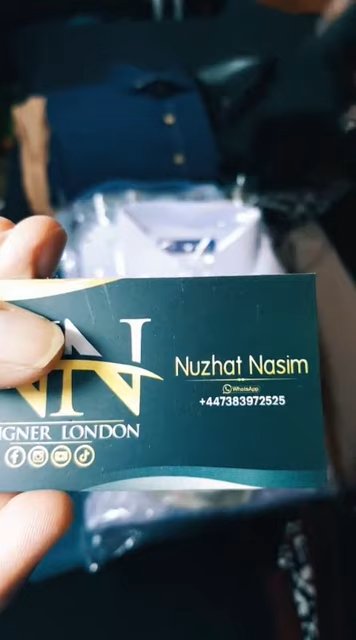 N
Nuzhat Nasim
WhatsApp
+447383972525
IGNER LONDON